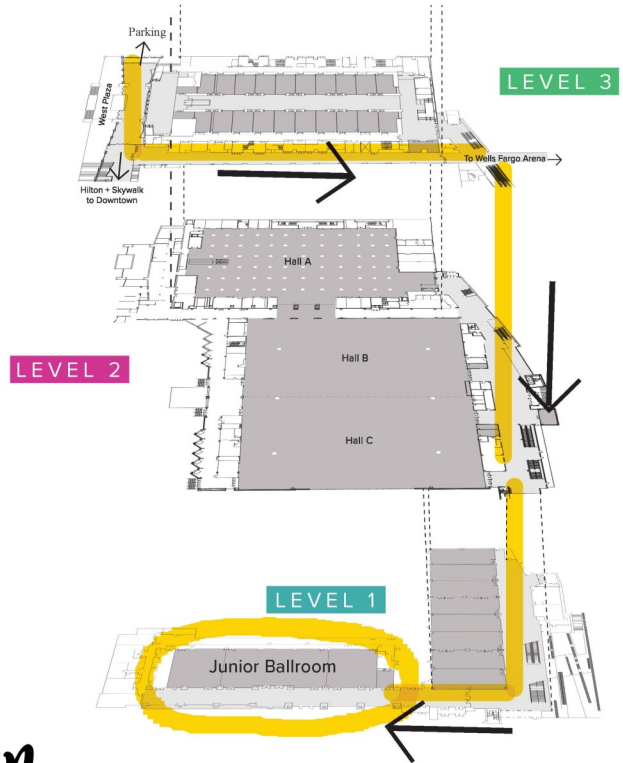 Parking
West Plaza
LEVEL 3
To Wells Fargo Arena
Hilton + Skywalk
to Downtown
Hall A
Hall B
LEVEL 2
Hall C
LEVEL 1
Junior Ballroom